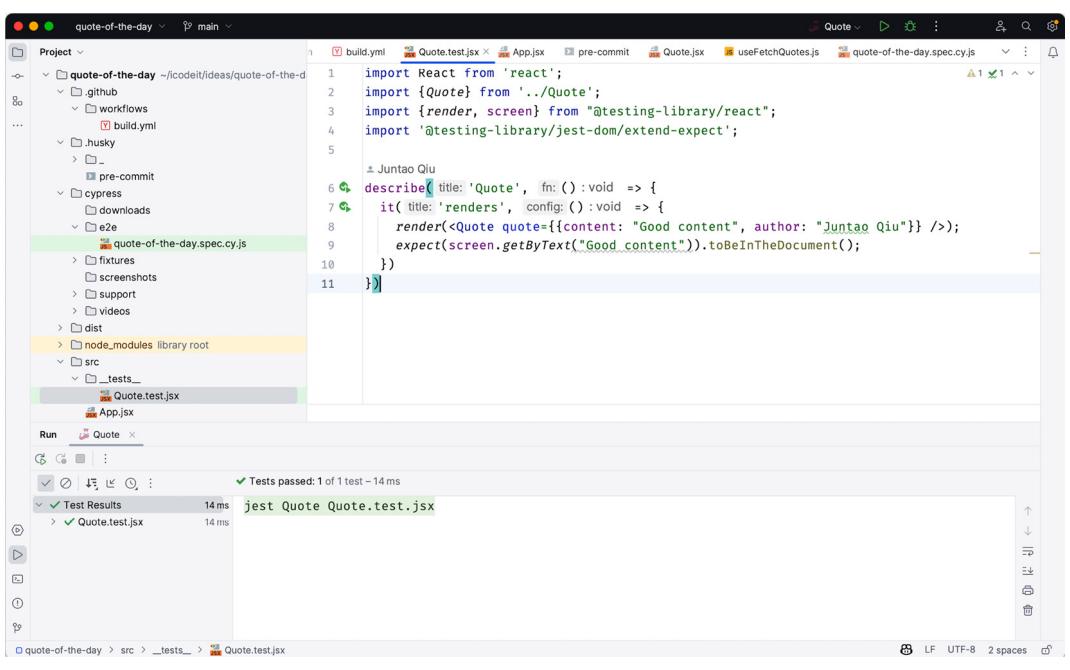 quote-of-the-day main Quote
Project
quote-of-the-day ~/icodeit/ideas/quote-of-the-d
.github
workflows
build.yml
.husky
_
pre-commit
cypress
downloads
e2e
quote-of-the-day.spec.cy.js
fixtures
screenshots
support
videos
dist
node_modules library root
src
__tests__
Quote.test.jsx
App.jsx
build.yml Quote.test.jsx App.jsx pre-commit Quote.jsx useFetchQuotes.js quote-of-the-day.spec.cy.js
1 import React from 'react'; 1 1
2 import {Quote} from '../Quote';
3 import {render, screen} from "@testing-library/react";
4 import '@testing-library/jest-dom/extend-expect';
5
Juntao Qiu
6 describe( title: 'Quote', fn: () : void => {
7 it( title: 'renders', config: () : void => {
8 render(<Quote quote={{content: "Good content", author: "Juntao Qiu"}} />);
9 expect(screen.getByText("Good content")).toBeInTheDocument();
10 })
11 })
Run Quote
Tests passed: 1 of 1 test – 14 ms
Test Results 14 ms
Quote.test.jsx 14 ms
jest Quote Quote.test.jsx
quote-of-the-day > src > __tests__ > Quote.test.jsx LF UTF-8 2 spaces